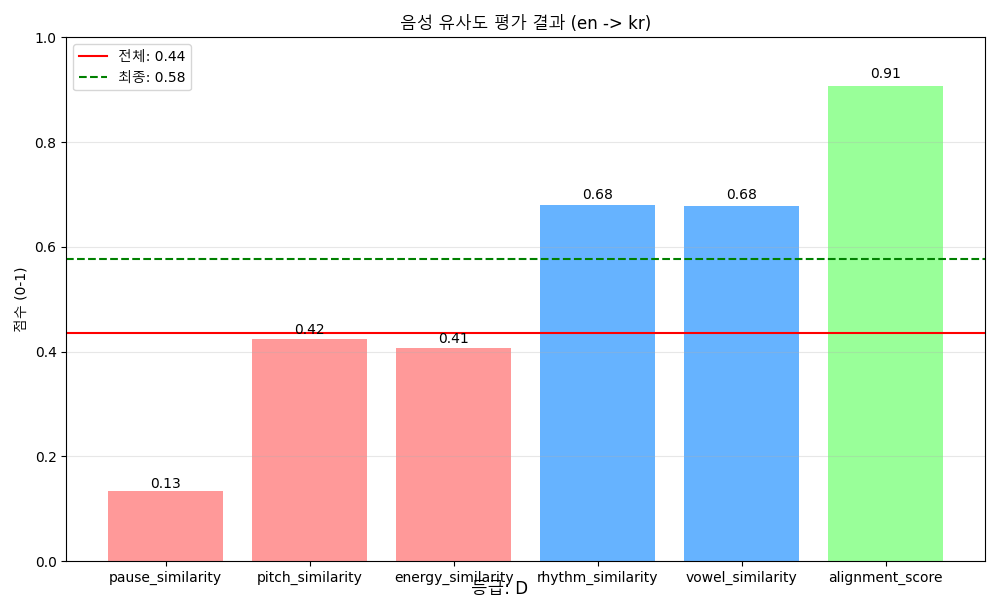 음성 유사도 평가 결과 (en -> kr)
전체: 0.44
최종: 0.58
점수 (0-1)
1.0
0.8
0.6
0.4
0.2
0.0
0.13
0.42
0.41
0.68
0.68
0.91
pause_similarity
pitch_similarity
energy_similarity
rhythm_similarity
vowel_similarity
alignment_score
등급: D